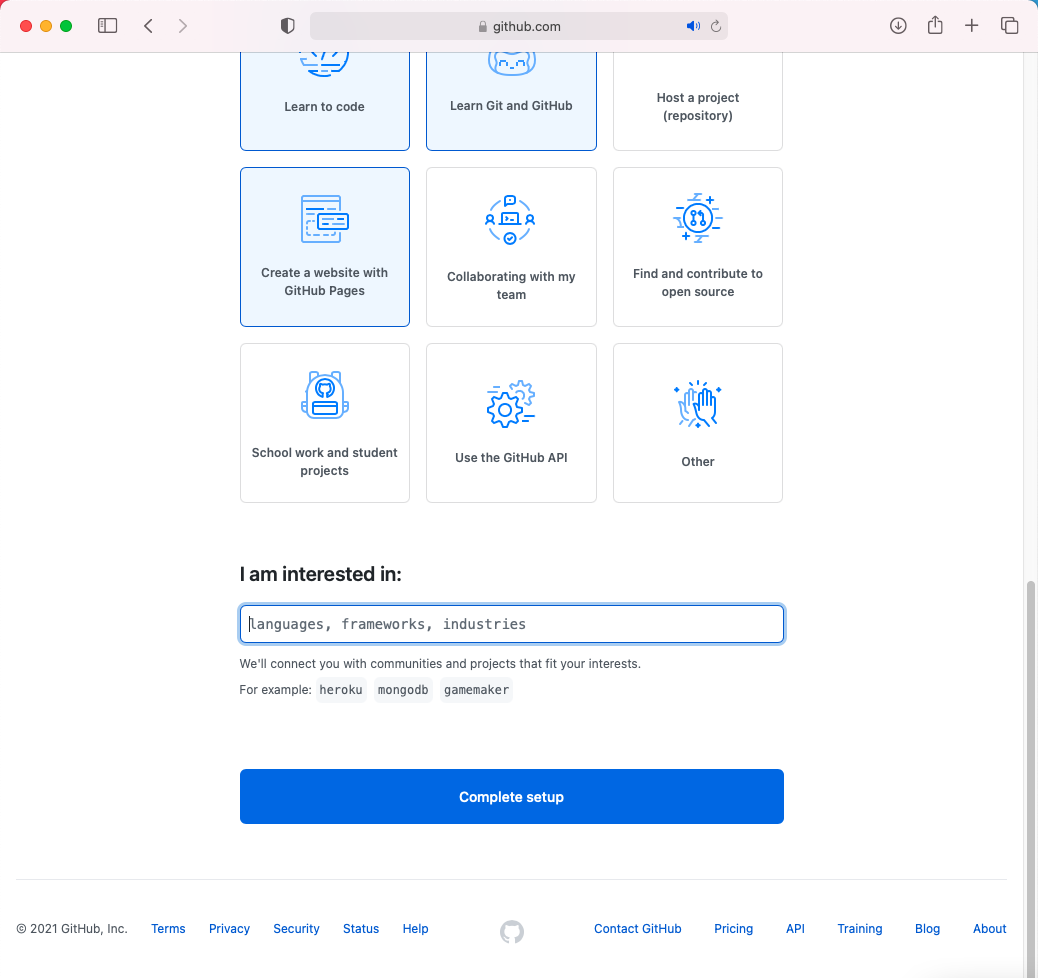 github.com
Learn to code
Learn Git and GitHub
Host a project
(repository)
Create a website with
GitHub Pages
Collaborating with my
team
Find and contribute to
open source
School work and student
projects
Use the GitHub API
Other
I am interested in:
languages, frameworks, industries
We'll connect you with communities and projects that fit your interests.
For example: heroku mongodb gamemaker
Complete setup
© 2021 GitHub, Inc. Terms Privacy Security Status Help Contact GitHub Pricing API Training Blog About